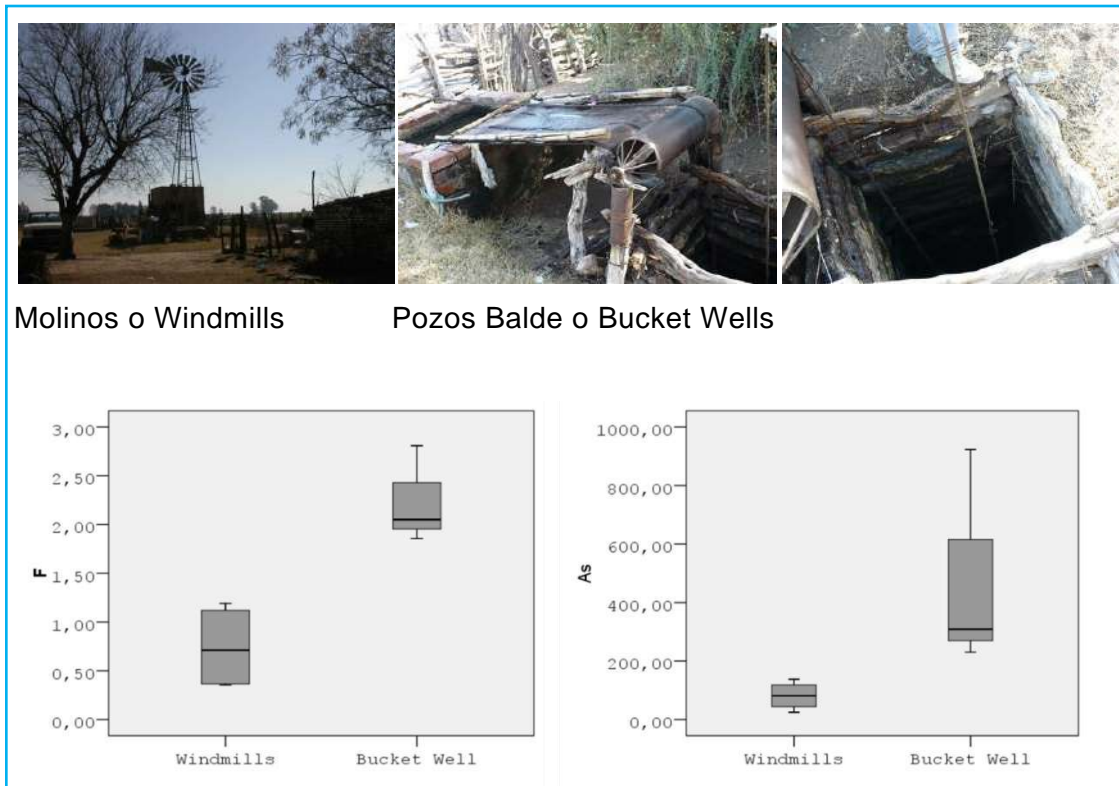 Molinos o Windmills
Pozos Balde o Bucket Wells
3,00
2,50
2,00
1,50
1,00
0,50
0,00
F
Windmills
Bucket Well
1000,00
800,00
600,00
400,00
200,00
0,00
As
Windmills
Bucket Well